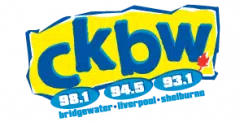 ckbw
98.1 94.5 93.1
bridgewater • liverpool • shelburne